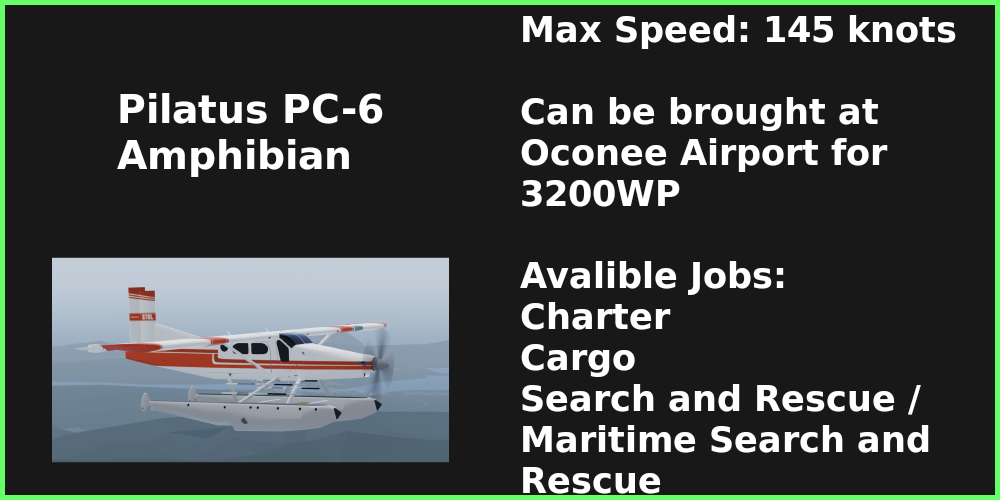 Pilatus PC-6
Amphibian
Max Speed: 145 knots
Can be brought at
Oconee Airport for
3200WP
Avalible Jobs:
Charter
Cargo
Search and Rescue /
Maritime Search and
Rescue